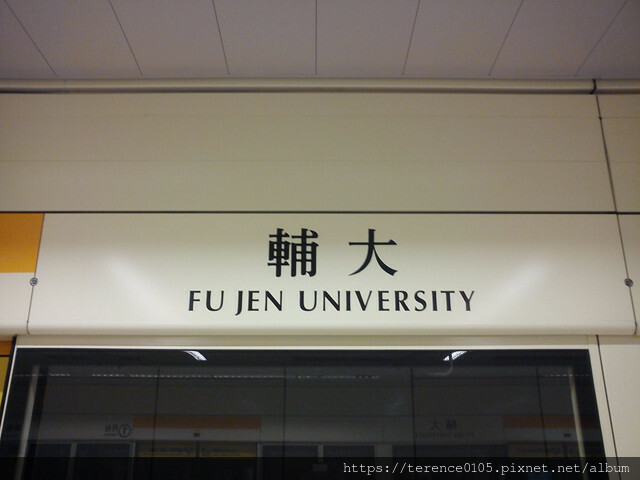 輔大
FU JEN UNIVERSITY
https://terence0105.pixnet.net/album